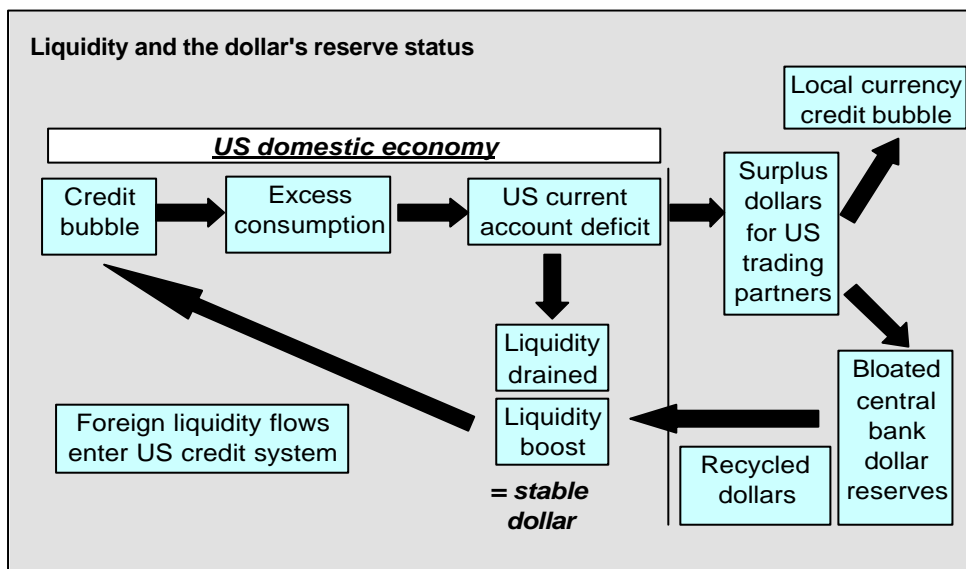 Liquidity and the dollar's reserve status
Local currency
credit bubble
US domestic economy
Credit
bubble
Excess
consumption
US current
account deficit
Surplus
dollars
for US
trading
partners
Liquidity
drained
Liquidity
boost
= stable
dollar
Foreign liquidity flows
enter US credit system
Recycled
dollars
Bloated
central
bank
dollar
reserves